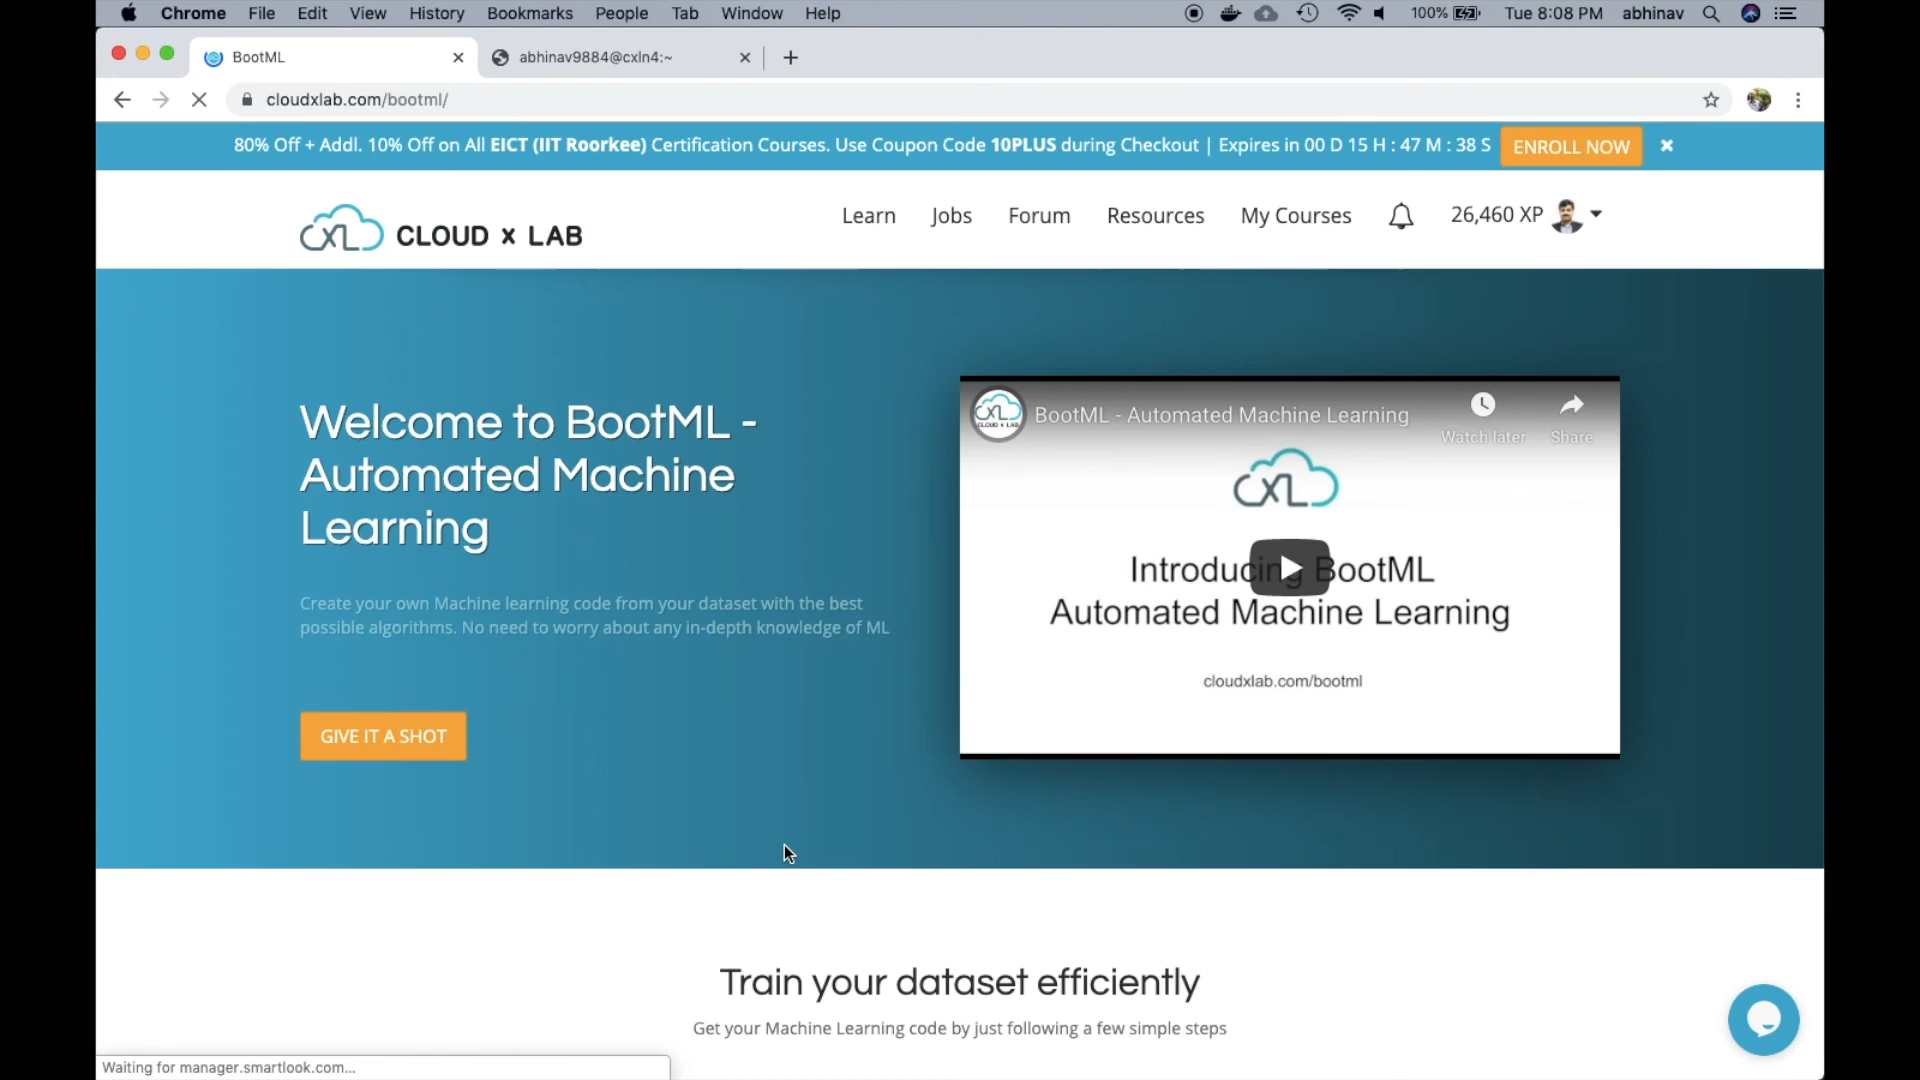 Chrome File Edit View History Bookmarks People Tab Window Help 100% Tue 8:08 PM abhinav
BootML abhinav9884@cxln4:~
cloudxlab.com/bootml/
80% Off + Addl. 10% Off on All EICT (IIT Roorkee) Certification Courses. Use Coupon Code 10PLUS during Checkout | Expires in 00 D 15 H : 47 M : 38 S ENROLL NOW
CXL CLOUD x LAB Learn Jobs Forum Resources My Courses 26,460 XP
Welcome to BootML -
Automated Machine
Learning
Create your own Machine learning code from your dataset with the best
possible algorithms. No need to worry about any in-depth knowledge of ML
GIVE IT A SHOT
CXL CLOUD X LAB BootML - Automated Machine Learning
Watch later Share
CXL
Introducing BootML
Automated Machine Learning
cloudxlab.com/bootml
Train your dataset efficiently
Get your Machine Learning code by just following a few simple steps
Waiting for manager.smartlook.com...